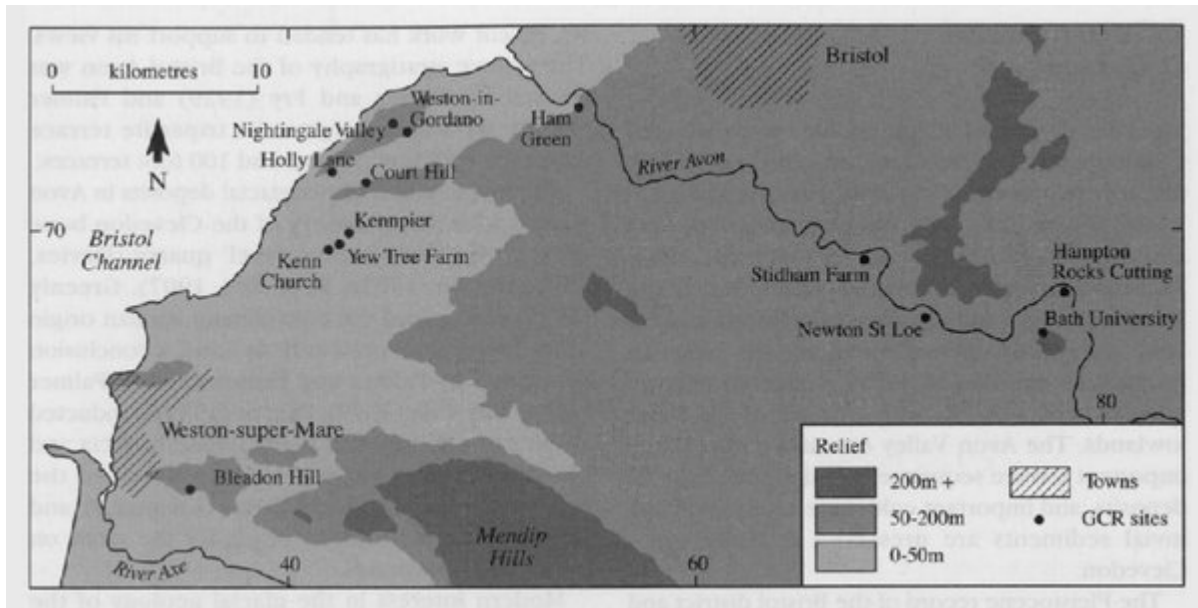 0 kilometres 10
N
Bristol
Weston-in-
Gordano
Nightingale Valley
Holly Lane
Court Hill
Ham
Green
River Avon
70
Bristol
Channel
Kennpier
Yew Tree Farm
Kenn
Church
Stidham Farm
Hampton
Rocks Cutting
Newton St Loe
Bath University
80
Weston-super-Mare
Bleadon Hill
Mendip
Hills
River Axe
40
60
Relief
200m +
50-200m
0-50m
Towns
GCR sites